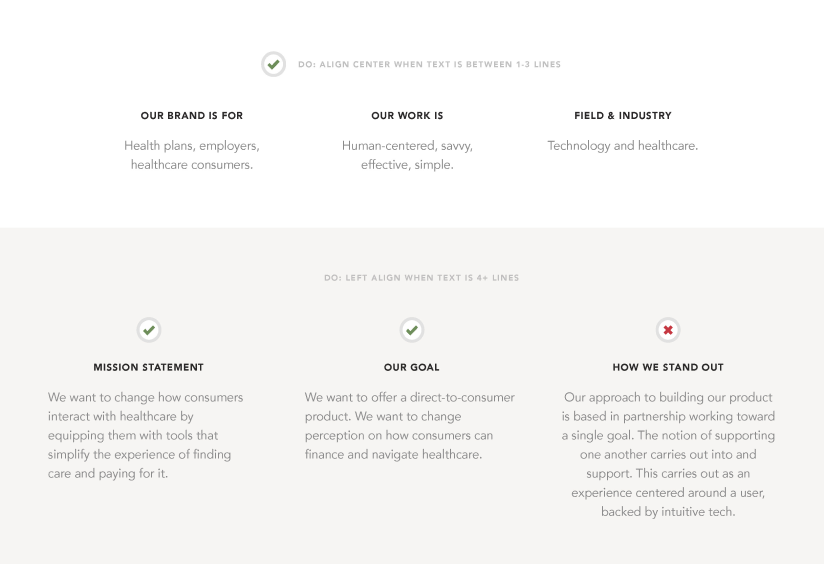 DO: ALIGN CENTER WHEN TEXT IS BETWEEN 1-3 LINES
OUR BRAND IS FOR
Health plans, employers,
healthcare consumers.
OUR WORK IS
Human-centered, savvy,
effective, simple.
FIELD & INDUSTRY
Technology and healthcare.
DO: LEFT ALIGN WHEN TEXT IS 4+ LINES
MISSION STATEMENT
We want to change how consumers
interact with healthcare by
equipping them with tools that
simplify the experience of finding
care and paying for it.
OUR GOAL
We want to offer a direct-to-consumer
product. We want to change
perception on how consumers can
finance and navigate healthcare.
HOW WE STAND OUT
Our approach to building our product
is based in partnership working toward
a single goal. The notion of supporting
one another carries out into and
support. This carries out as an
experience centered around a user,
backed by intuitive tech.